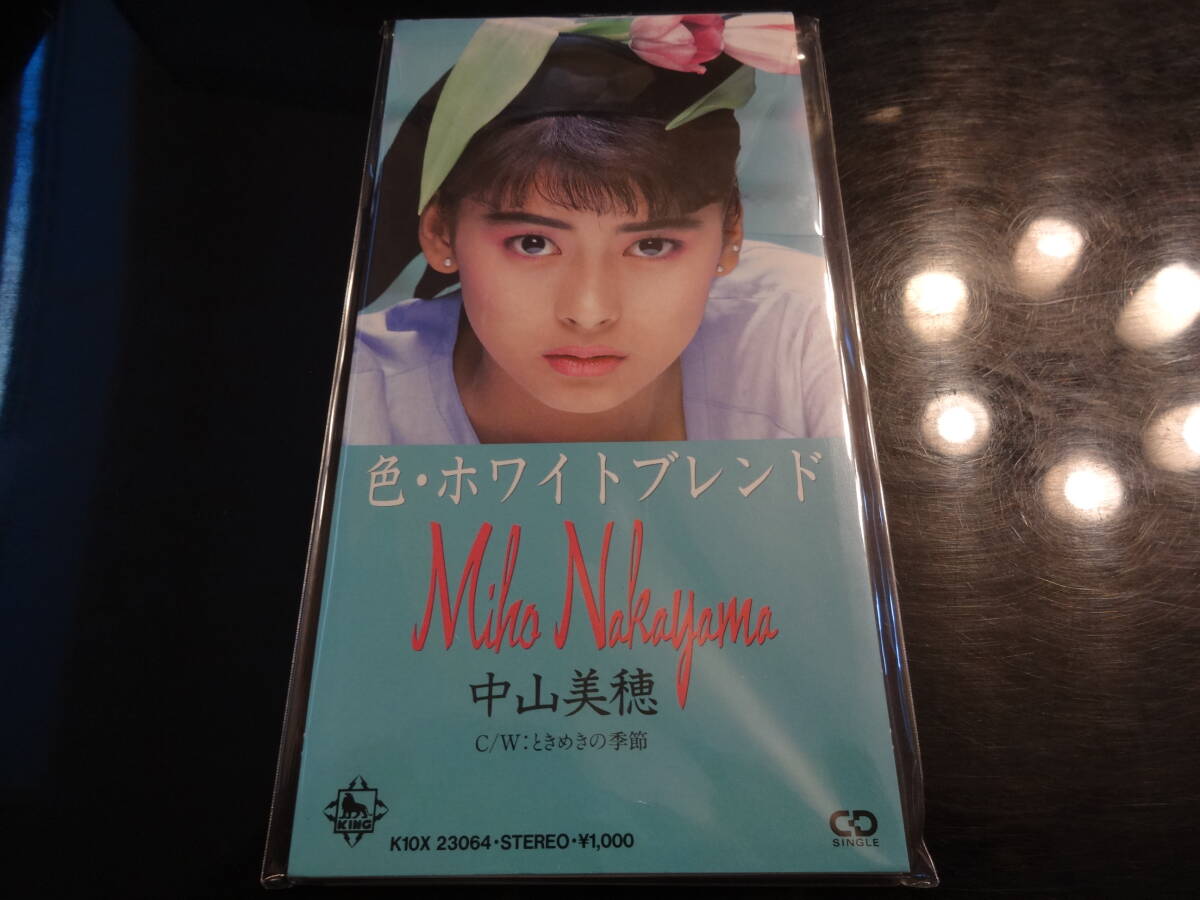 色・ホワイトブレンド
Miho Nakayama
中山美穂
C/W:ときめきの季節
KING
K10X 23064・STEREO・¥1,000
CD
SINGLE